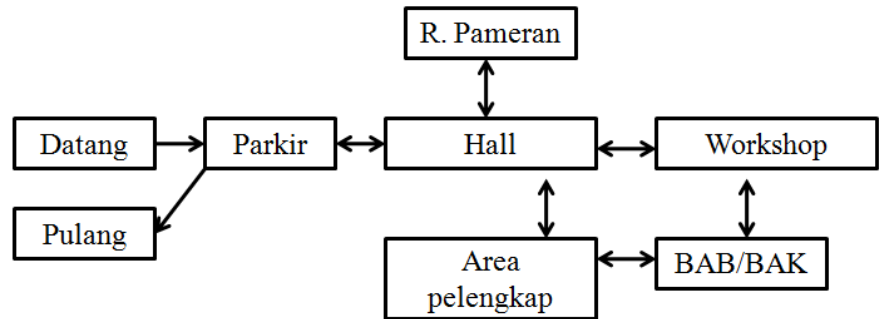 R. Pameran
Datang
Parkir
Hall
Workshop
Pulang
Area
pelengkap
BAB/BAK